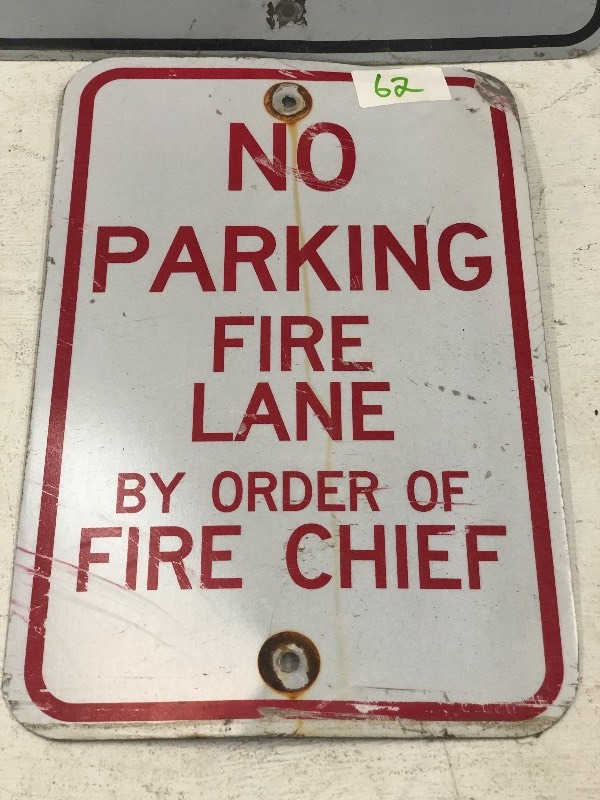 62
NO
PARKING
FIRE
LANE
BY ORDER OF
FIRE CHIEF